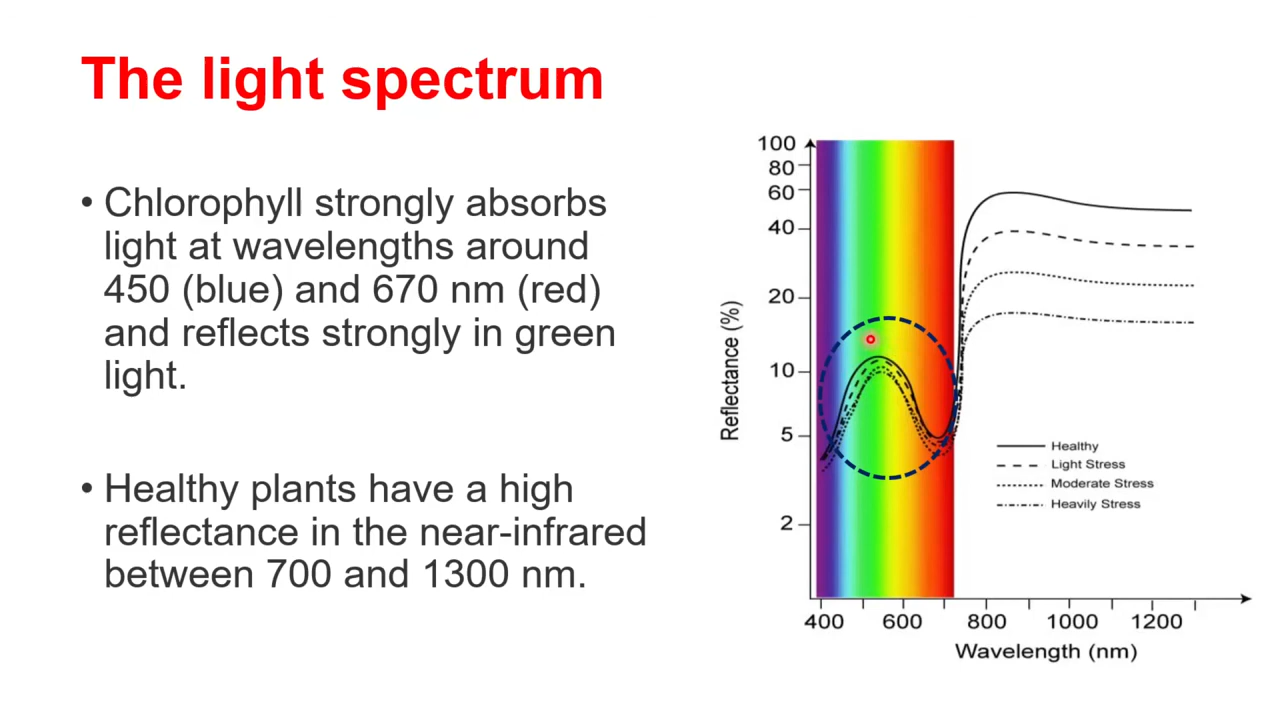 The light spectrum
• Chlorophyll strongly absorbs
light at wavelengths around
450 (blue) and 670 nm (red)
and reflects strongly in green
light.
• Healthy plants have a high
reflectance in the near-infrared
between 700 and 1300 nm.
Reflectance (%)
100
80
60
40
20
10
5
2
Healthy
Light Stress
Moderate Stress
Heavily Stress
400 600 800 1000 1200
Wavelength (nm)